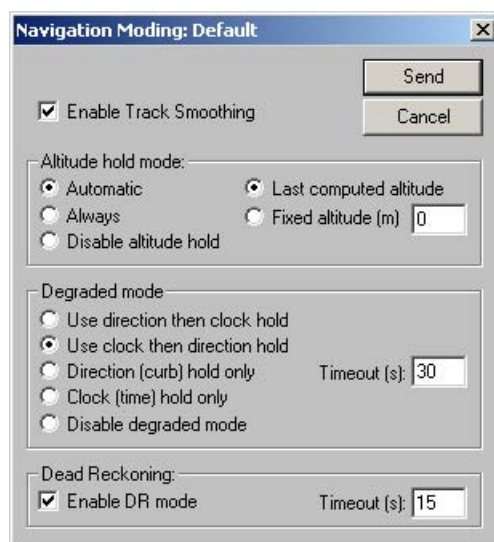 Navigation Moding: Default
Send
Enable Track Smoothing
Cancel
Altitude hold mode:
Automatic
Last computed altitude
Always
Fixed altitude (m) 0
Disable altitude hold
Degraded mode
Use direction then clock hold
Use clock then direction hold
Direction (curb) hold only
Timeout (s): 30
Clock (time) hold only
Disable degraded mode
Dead Reckoning:
Enable DR mode
Timeout (s): 15